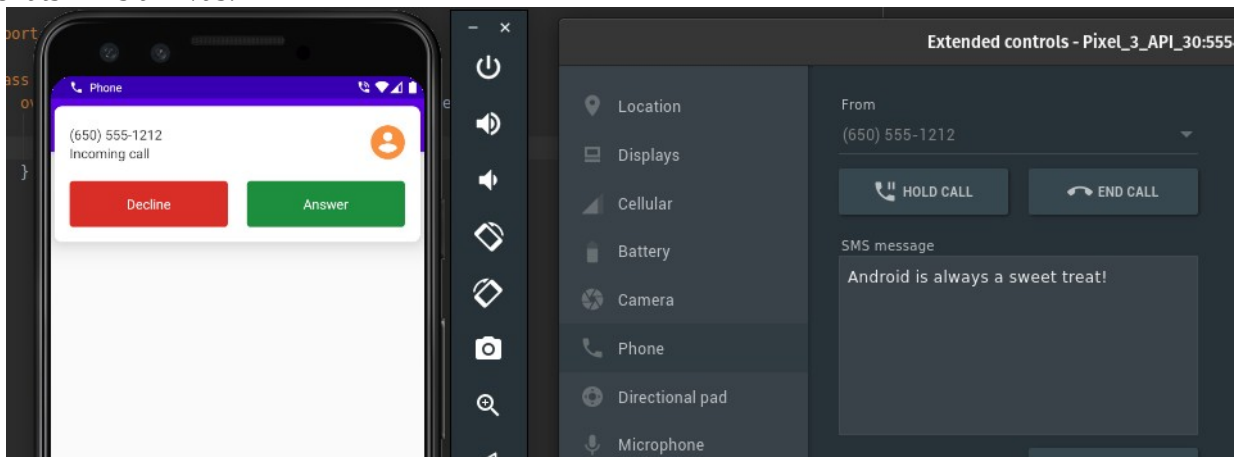 Phone
(650) 555-1212
Incoming call
Decline
Answer
Extended controls - Pixel_3_API_30:555
Location
Displays
Cellular
Battery
Camera
Phone
Directional pad
Microphone
From
(650) 555-1212
HOLD CALL
END CALL
SMS message
Android is always a sweet treat!